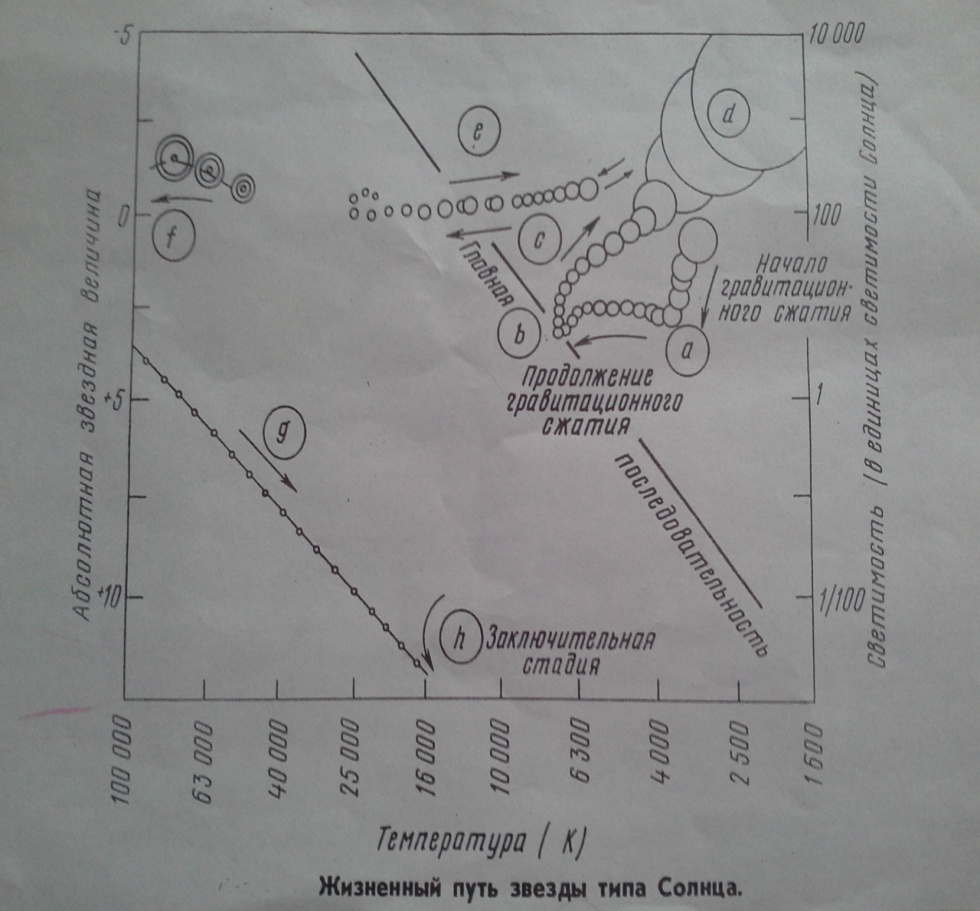 -5
10 000
d
e
0
100
f
c
Главная
Начало
гравитацион-
ного сжатия
b
a
Продолжение
гравитационного
сжатия
+5
1
g
последовательность
Абсолютная звездная величина
Светимость (в единицах светимости Солнца)
+10
1/100
h
Заключительная
стадия
100 000
63 000
40 000
25 000
16 000
10 000
6 300
4 000
2 500
1 600
Температура ( К)
Жизненный путь звезды типа Солнца.